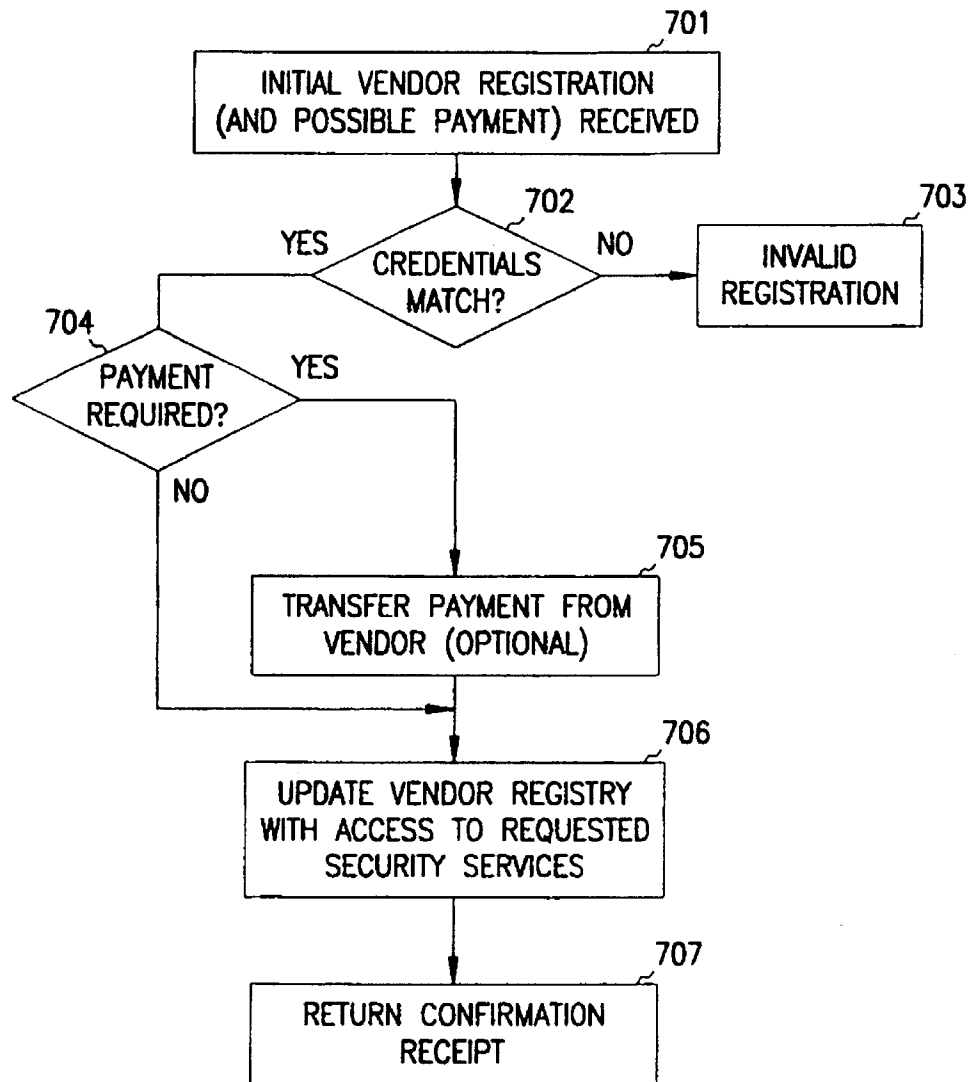 701
INITIAL VENDOR REGISTRATION
(AND POSSIBLE PAYMENT) RECEIVED
702
703
YES
NO
CREDENTIALS
MATCH?
INVALID
REGISTRATION
704
YES
PAYMENT
REQUIRED?
NO
705
TRANSFER PAYMENT FROM
VENDOR (OPTIONAL)
706
UPDATE VENDOR REGISTRY
WITH ACCESS TO REQUESTED
SECURITY SERVICES
707
RETURN CONFIRMATION
RECEIPT